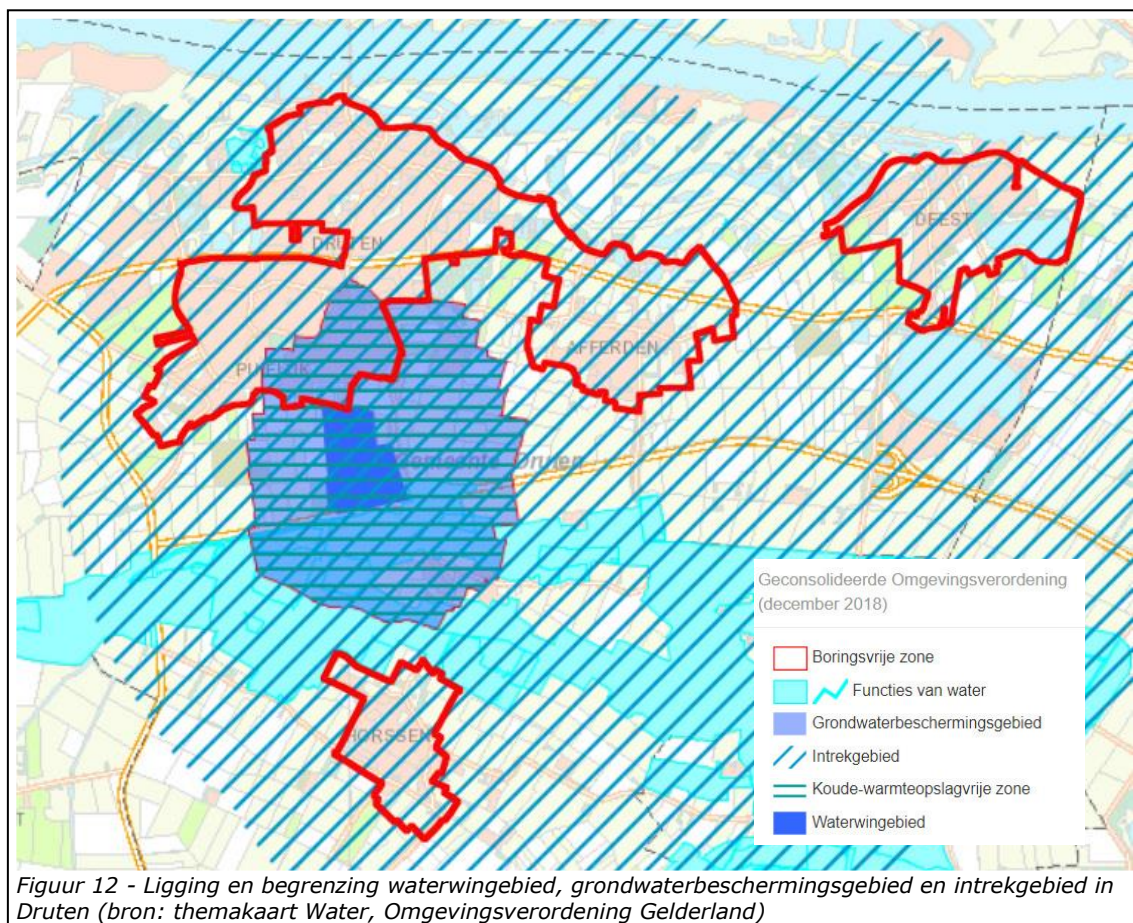 DRUTEN
DEEST
AFFERDEN
PUIFLIJK
Gemeente Druten
HORSSEN
T
Geconsolideerde Omgevingsverordening
(december 2018)
Boringsvrije zone
Functies van water
Grondwaterbeschermingsgebied
Intrekgebied
Koude-warmteopslagvrije zone
Waterwingebied
Figuur 12 - Ligging en begrenzing waterwingebied, grondwaterbeschermingsgebied en intrekgebied in
Druten (bron: themakaart Water, Omgevingsverordening Gelderland)